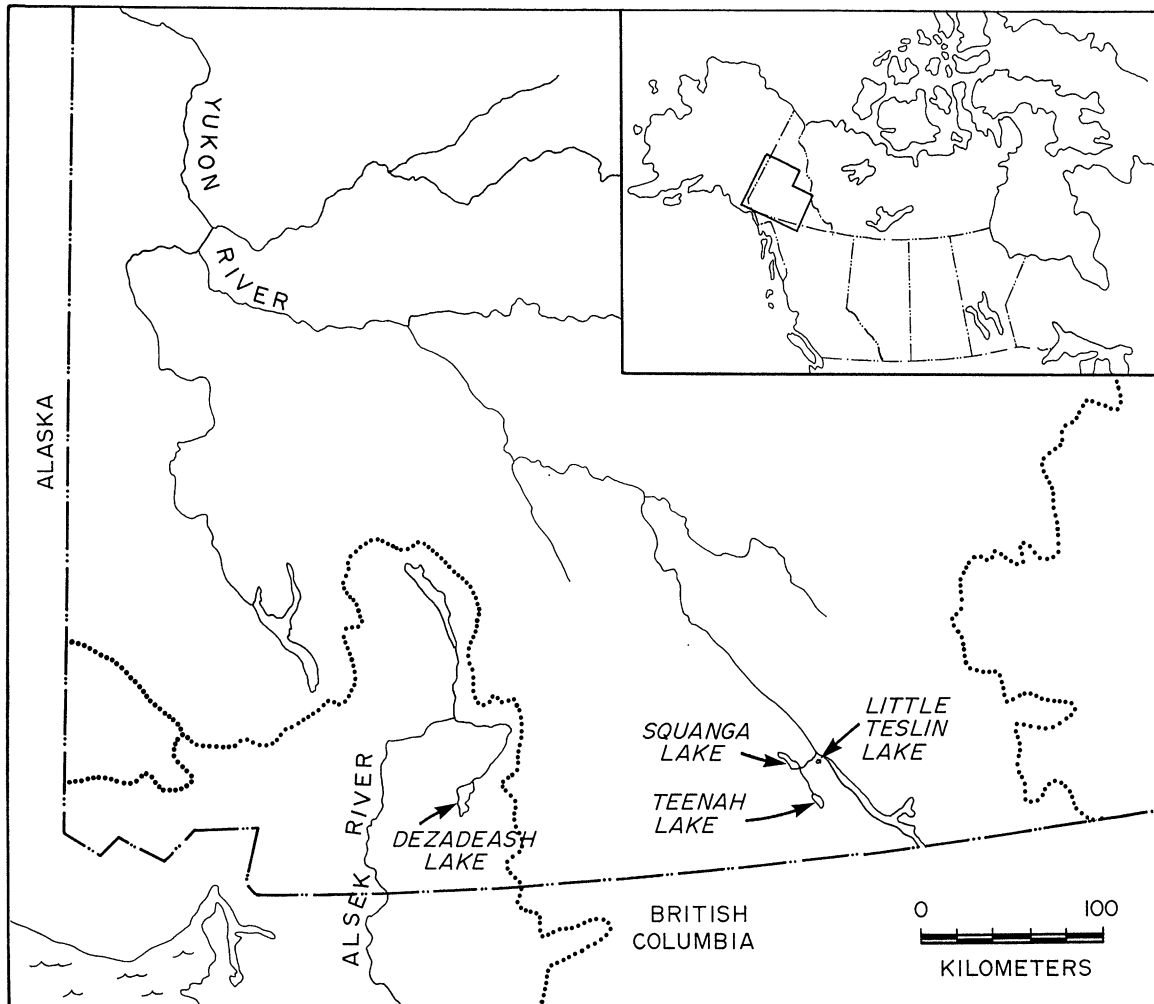 YUKON
RIVER
ALASKA
SQUANGA
LAKE
LITTLE
TESLIN
LAKE
TEENAH
LAKE
DEZADEASH
LAKE
ALSEK RIVER
BRITISH
COLUMBIA
0 100
KILOMETERS